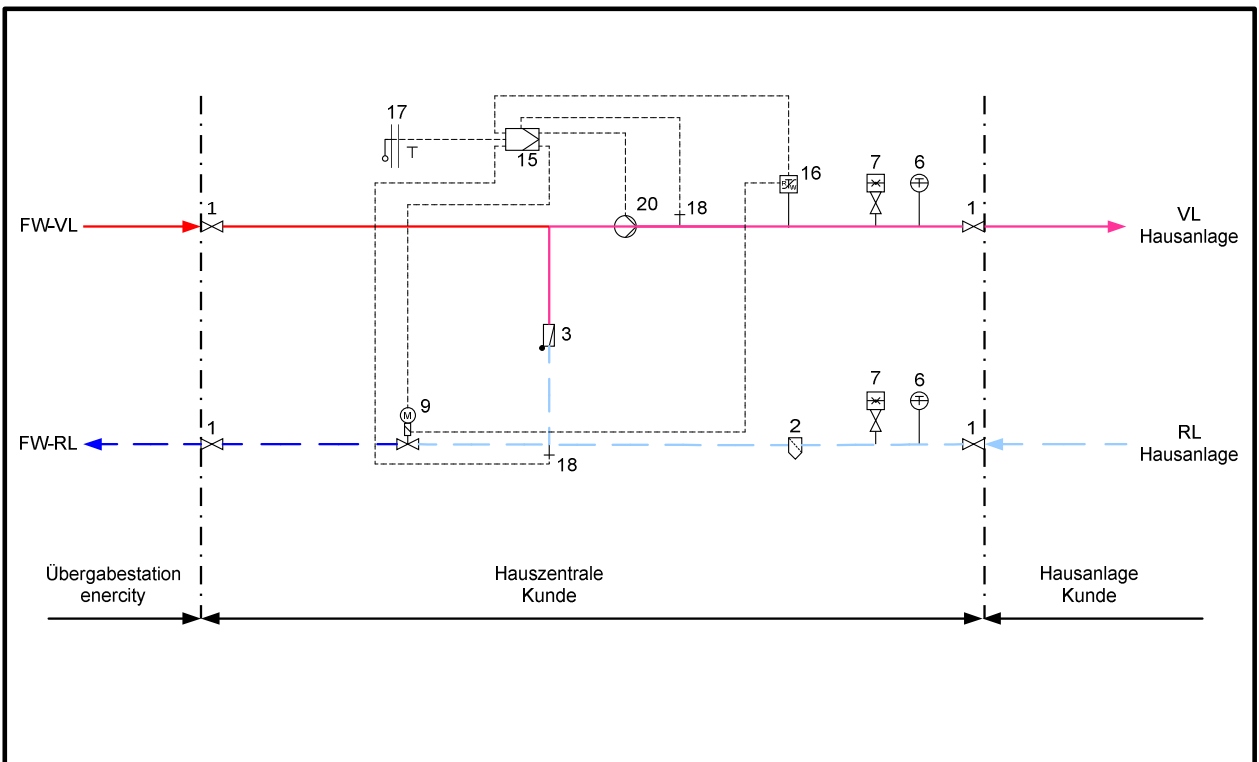 17
T
15
16
RTW
7
6
1
20
18
1
FW-VL
VL
Hausanlage
3
7
6
9
M
1
2
1
FW-RL
RL
Hausanlage
18
Übergabestation
enercity
Hauszentrale
Kunde
Hausanlage
Kunde